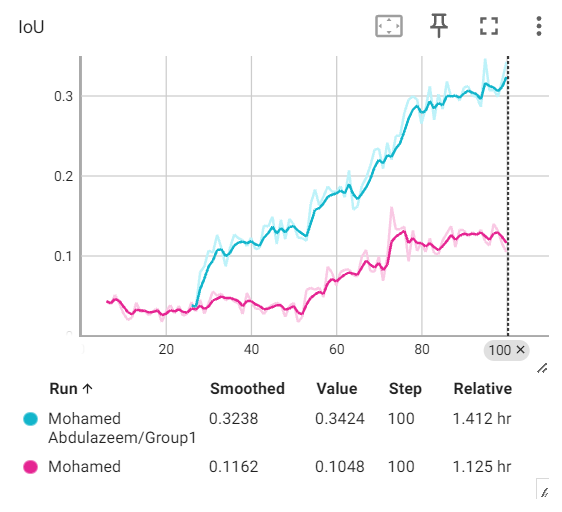 IoU
0.3
0.2
0.1
20 40 60 80 100 ×
Run ↑ Smoothed Value Step Relative
Mohamed 0.3238 0.3424 100 1.412 hr
Abdulazeem/Group1
Mohamed 0.1162 0.1048 100 1.125 hr